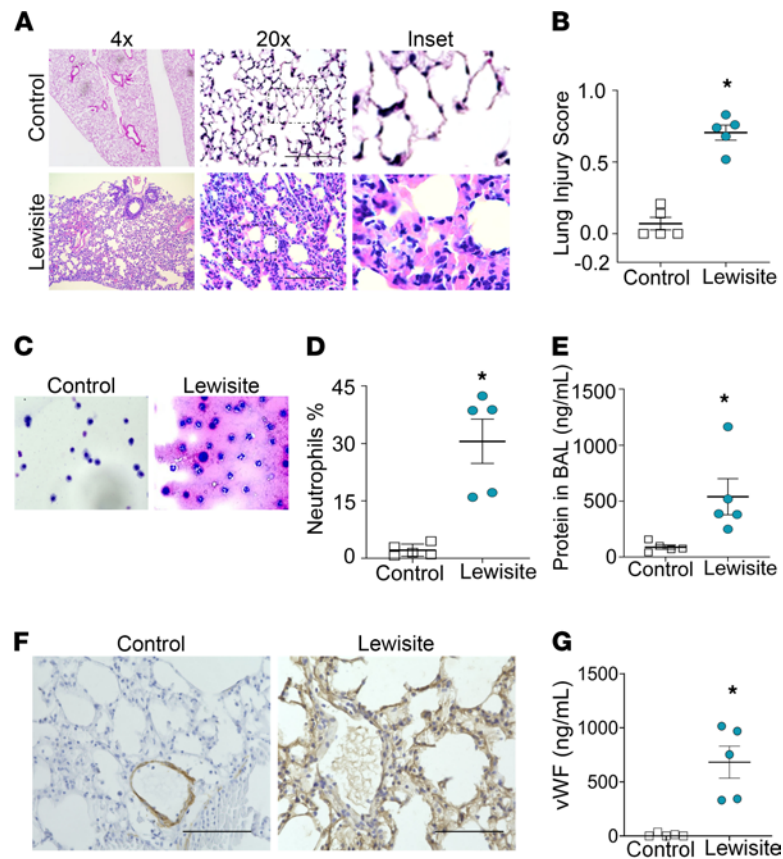 A
4x 20x Inset
Control
Lewisite
B
Lung Injury Score
1.0
0.5
0.0
-0.2
*
Control Lewisite
C
Control Lewisite
D
Neutrophils %
45
30
15
0
*
Control Lewisite
E
Protein in BAL (ng/mL)
1500
1000
500
0
*
Control Lewisite
F
Control Lewisite
G
vWF (ng/mL)
1500
1000
500
0
*
Control Lewisite